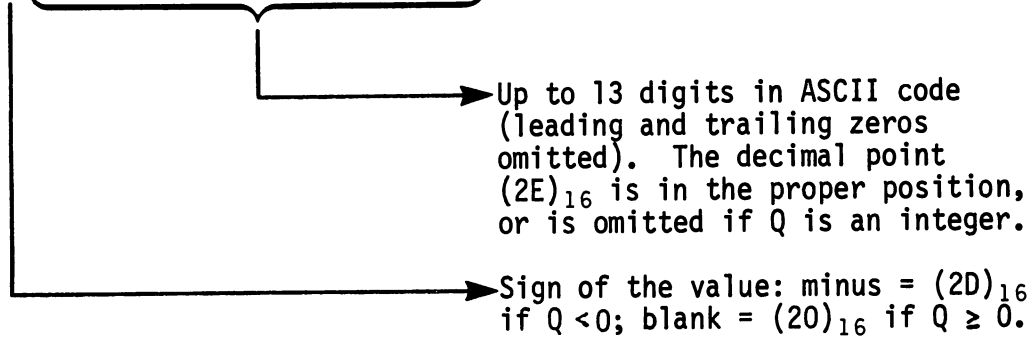 Up to 13 digits in ASCII code
(leading and trailing zeros
omitted). The decimal point
(2E)₁₆ is in the proper position,
or is omitted if Q is an integer.
Sign of the value: minus = (2D)₁₆
if Q <0; blank = (20)₁₆ if Q ≥ 0.